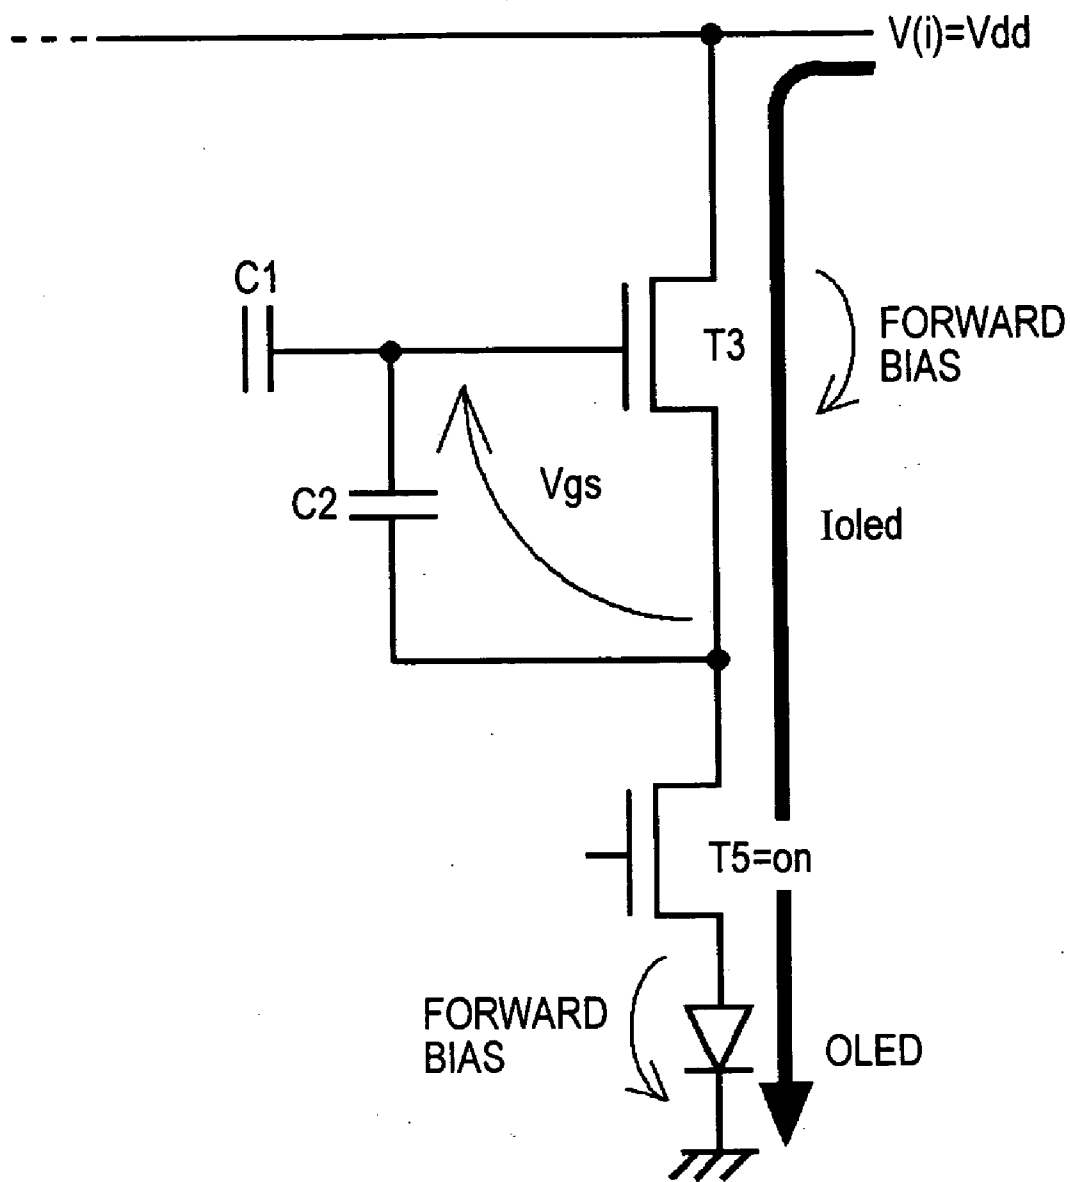 V(i)=Vdd
C1
T3
FORWARD
BIAS
Vgs
C2
Ioled
T5=on
FORWARD
BIAS
OLED